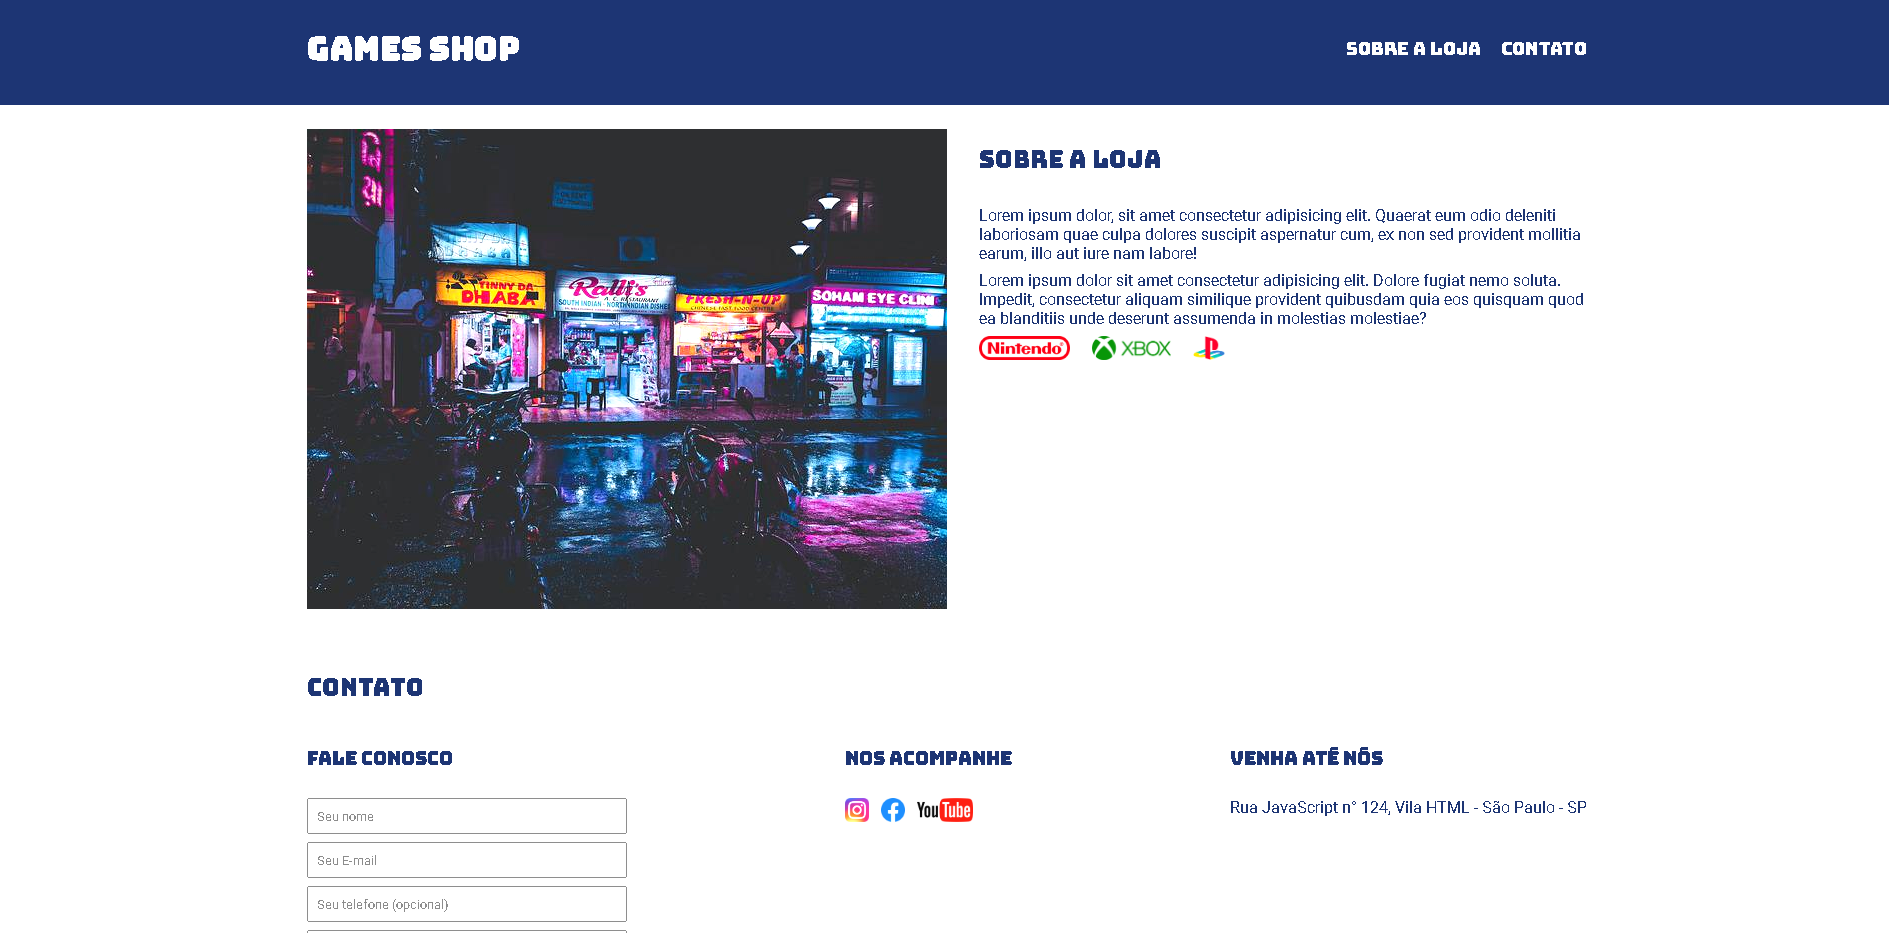 GAMES SHOP
SOBRE A LOJA
CONTATO
TINNY DA
DHABA
Ralli's
A. C. RESTAURANT
SOUTH INDIAN - NORTH INDIAN DISHES
FRESH-N-UP
CHINESE FAST FOOD CENTRE
SOHAM EYE CLINI
SOBRE A LOJA
Lorem ipsum dolor, sit amet consectetur adipisicing elit. Quaerat eum odio deleniti
laboriosam quae culpa dolores suscipit aspernatur cum, ex non sed provident mollitia
earum, illo aut iure nam labore!
Lorem ipsum dolor sit amet consectetur adipisicing elit. Dolore fugiat nemo soluta.
Impedit, consectetur aliquam similique provident quibusdam quia eos quisquam quod
ea blanditiis unde deserunt assumenda in molestias molestiae?
Nintendo
XBOX
CONTATO
FALE CONOSCO
Seu nome
Seu E-mail
Seu telefone (opcional)
NOS ACOMPANHE
YouTube
VENHA ATÉ NÓS
Rua JavaScript n° 124, Vila HTML - São Paulo - SP